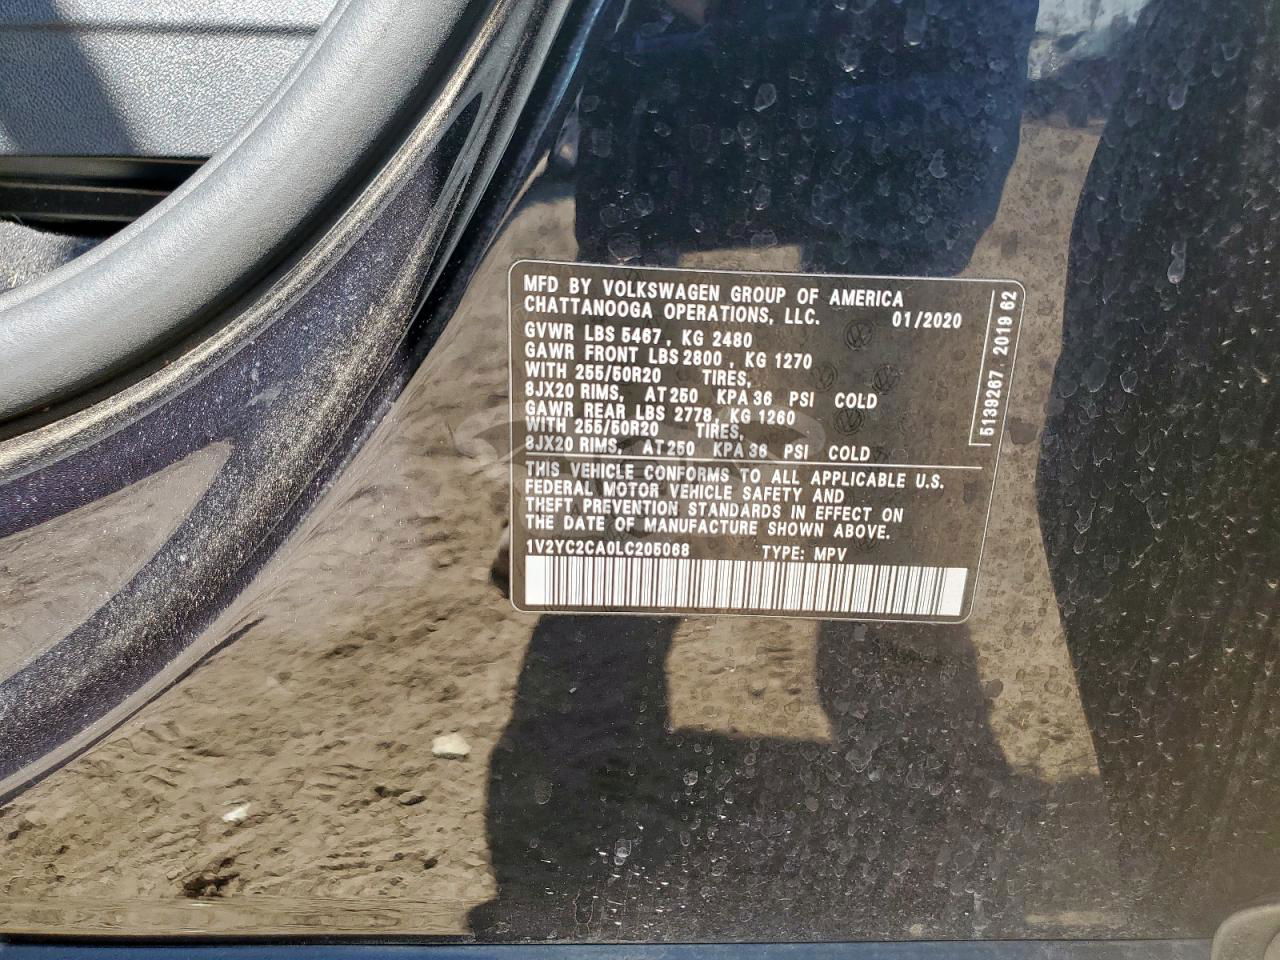 MFD BY VOLKSWAGEN GROUP OF AMERICA
CHATTANOOGA OPERATIONS, LLC. 01/2020
GVWR LBS 5467, KG 2480
GAWR FRONT LBS 2800, KG 1270
WITH 255/50R20 TIRES,
8JX20 RIMS, AT 250 KPA 36 PSI COLD
GAWR REAR LBS 2778, KG 1260
WITH 255/50R20 TIRES,
8JX20 RIMS, AT 250 KPA 36 PSI COLD
THIS VEHICLE CONFORMS TO ALL APPLICABLE U.S.
FEDERAL MOTOR VEHICLE SAFETY AND
THEFT PREVENTION STANDARDS IN EFFECT ON
THE DATE OF MANUFACTURE SHOWN ABOVE.
1V2YC2CA0LC205068 TYPE: MPV
5139267 2019 62